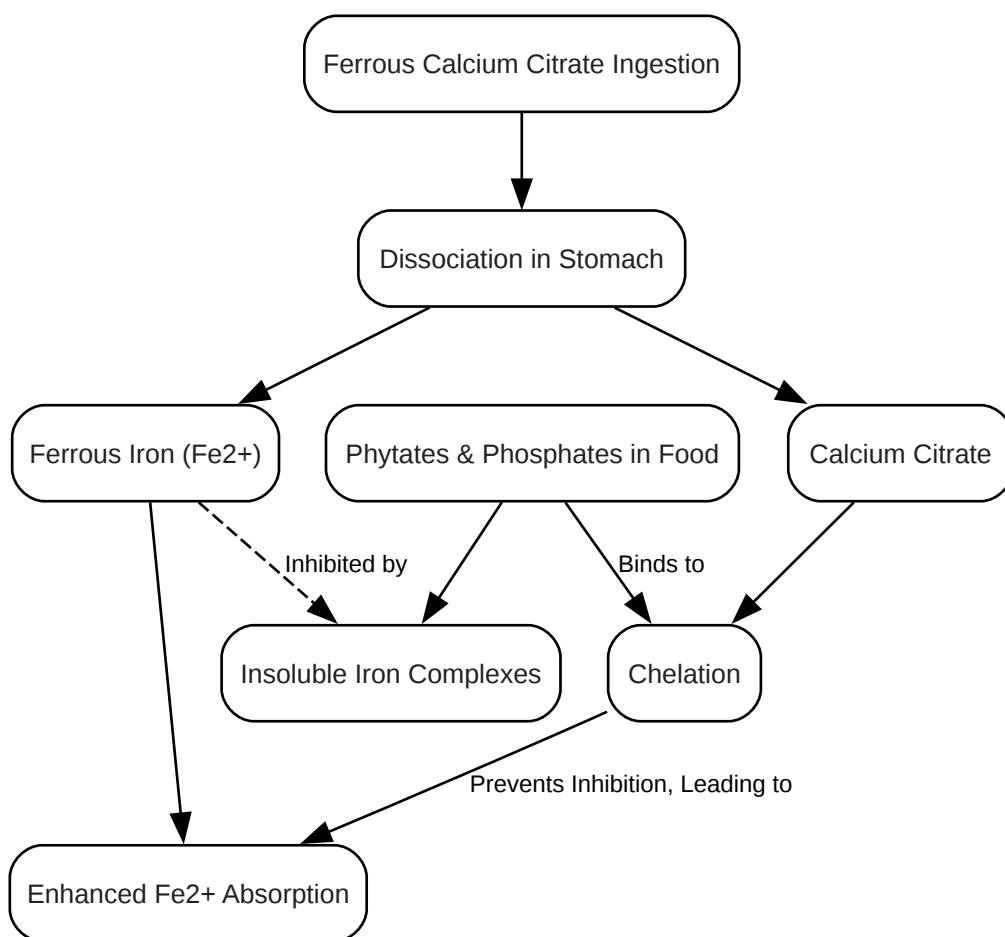 Ferrous Calcium Citrate Ingestion
Dissociation in Stomach
Ferrous Iron (Fe2+)
Phytates & Phosphates in Food
Calcium Citrate
Inhibited by
Binds to
Insoluble Iron Complexes
Chelation
Prevents Inhibition, Leading to
Enhanced Fe2+ Absorption